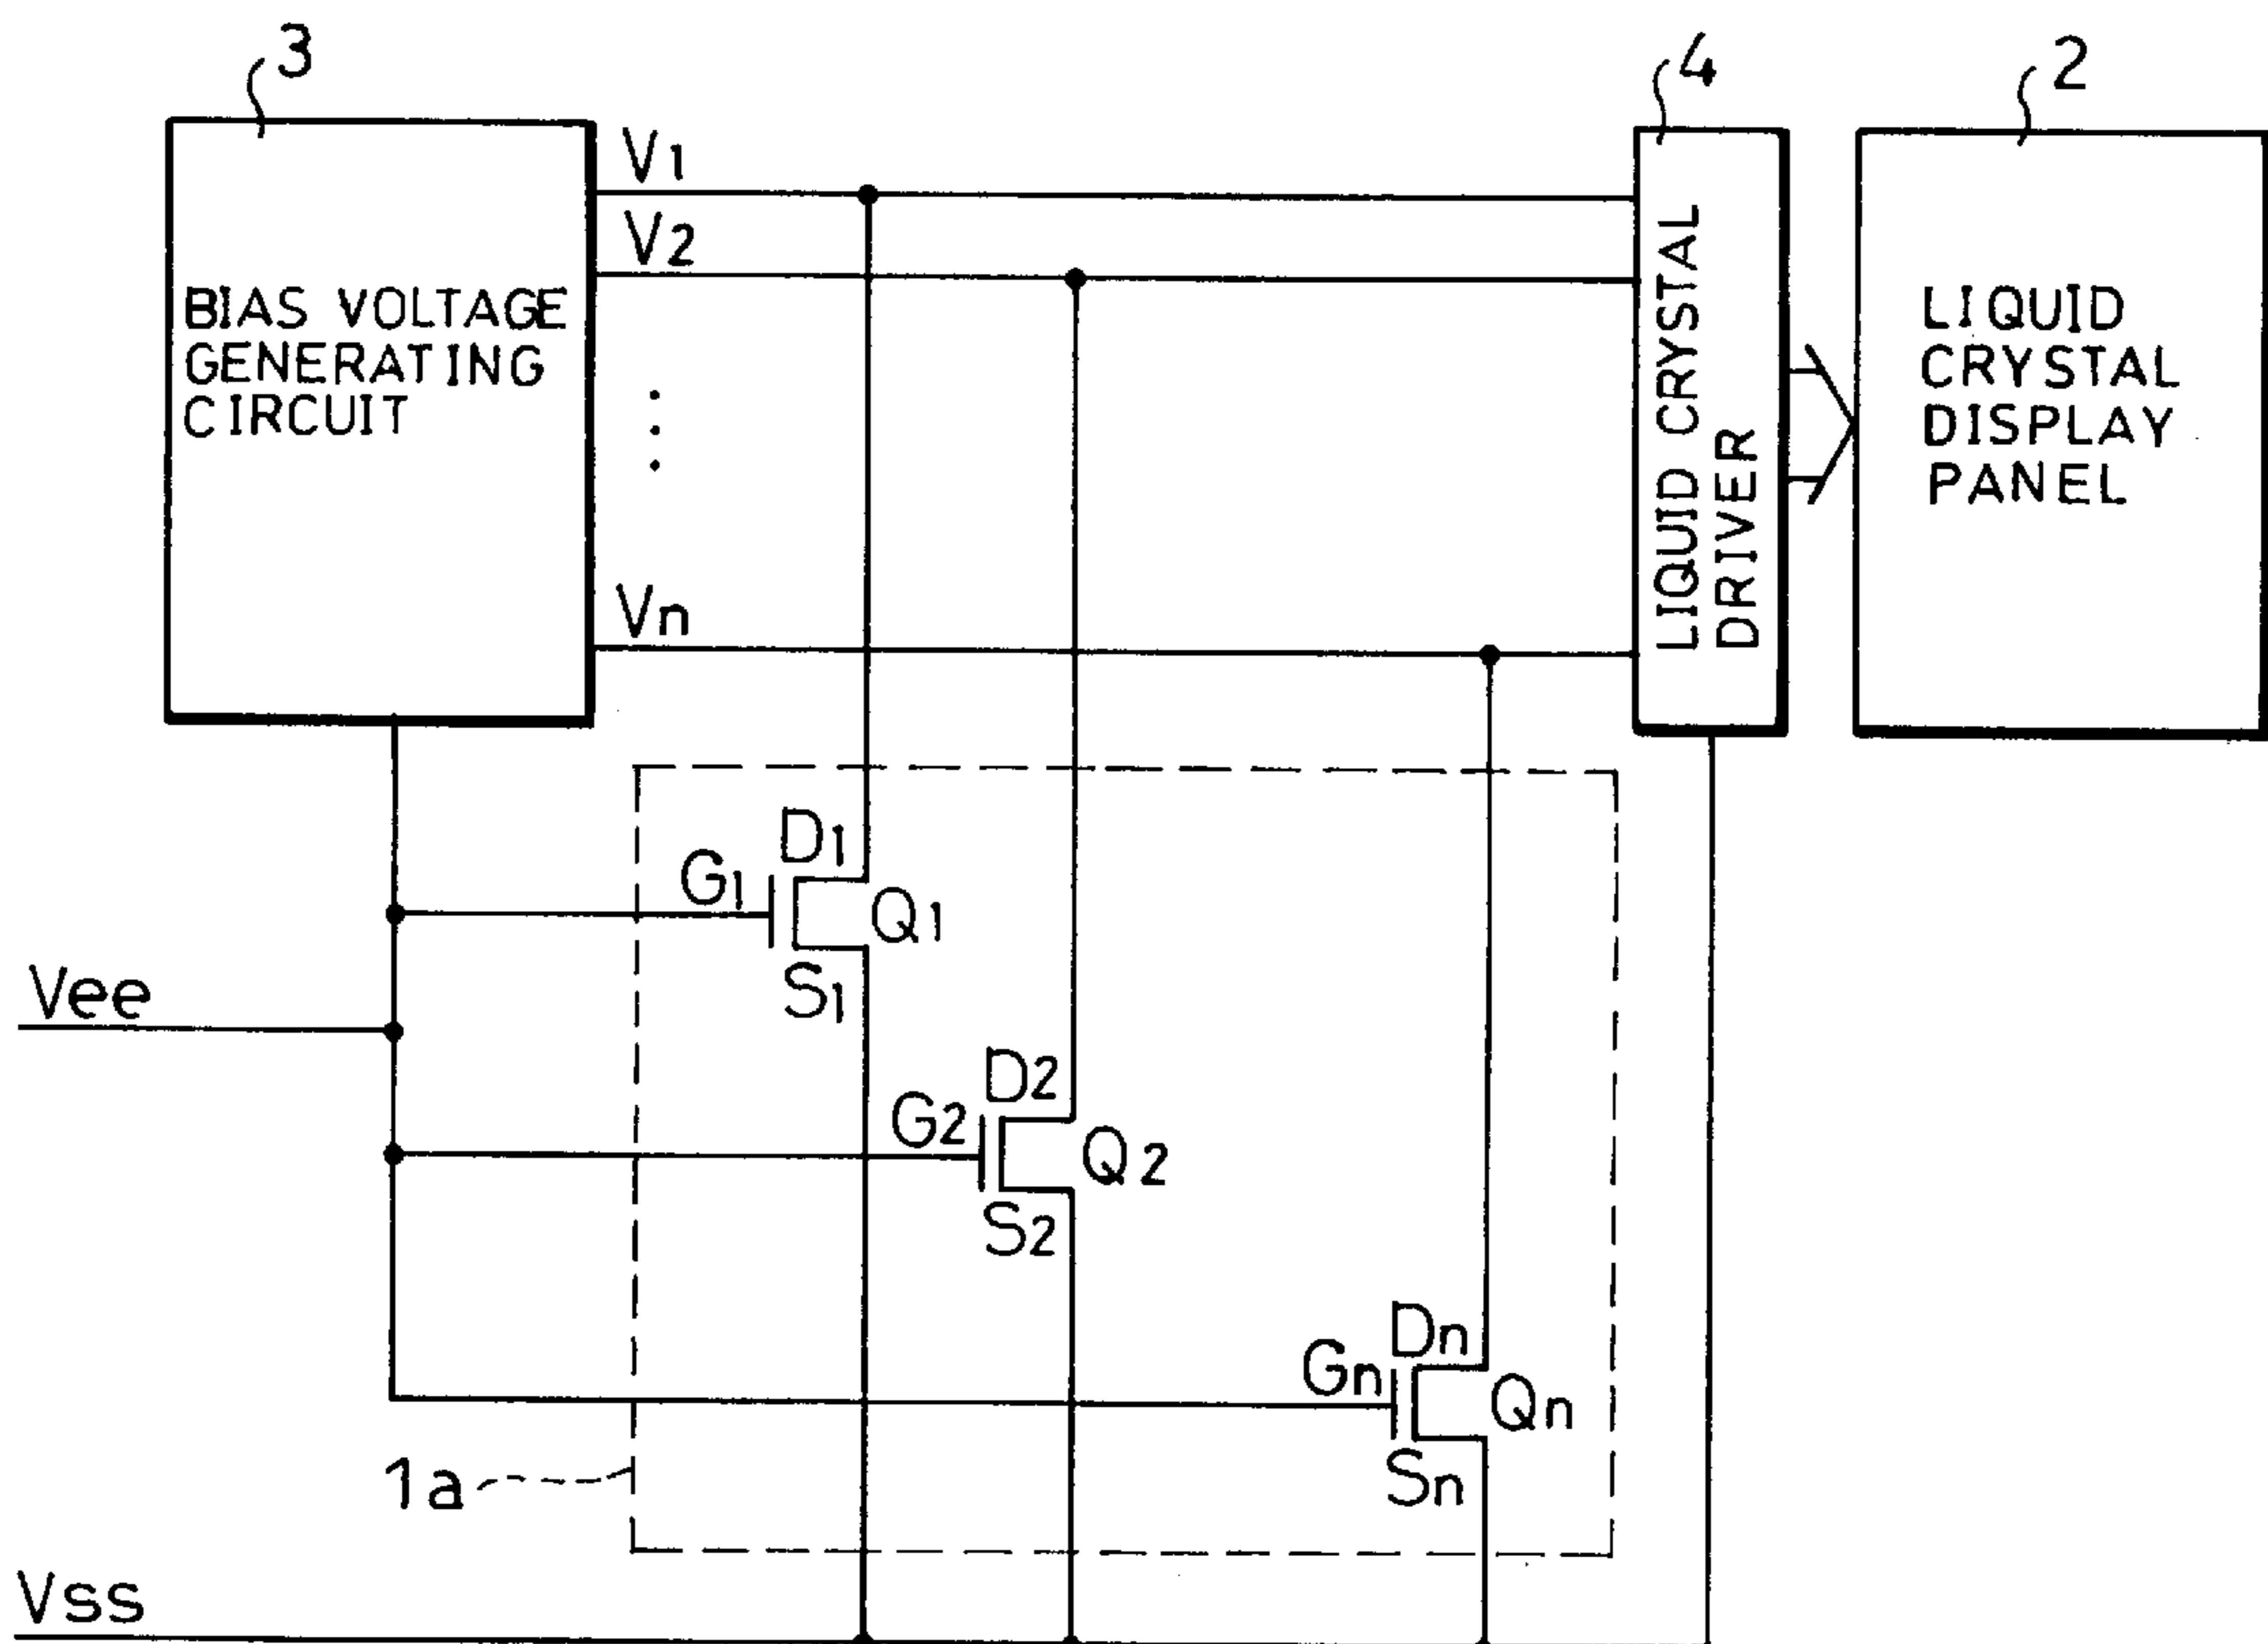 3
4
2
V1
V2
BIAS VOLTAGE
GENERATING
CIRCUIT
Vn
LIQUID CRYSTAL
DRIVER
LIQUID
CRYSTAL
DISPLAY
PANEL
D1
G1
Q1
S1
Vee
D2
G2
Q2
S2
Dn
Gn
Qn
Sn
1a
Vss